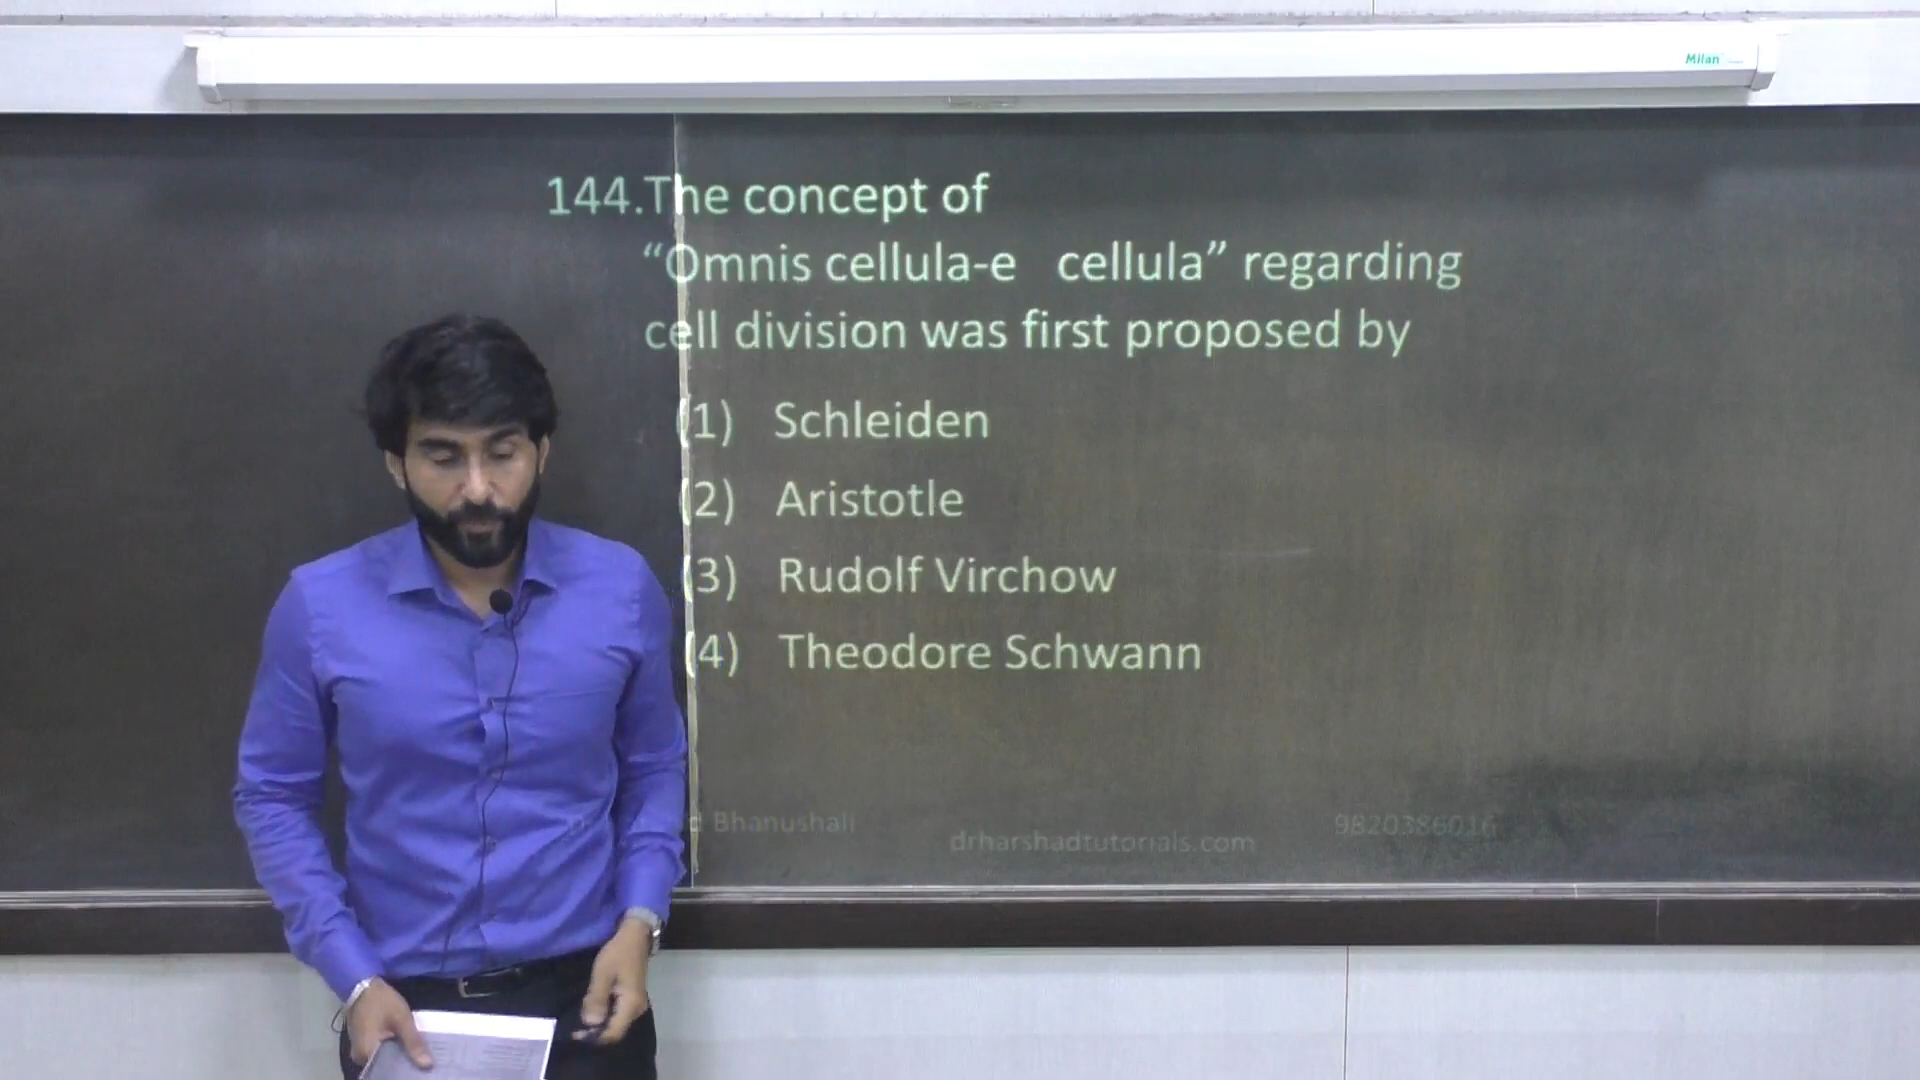 Milan
144.The concept of
“Omnis cellula-e cellula” regarding
cell division was first proposed by
(1) Schleiden
(2) Aristotle
(3) Rudolf Virchow
(4) Theodore Schwann
Bhanushali
drharshadtutorials.com
9820386016